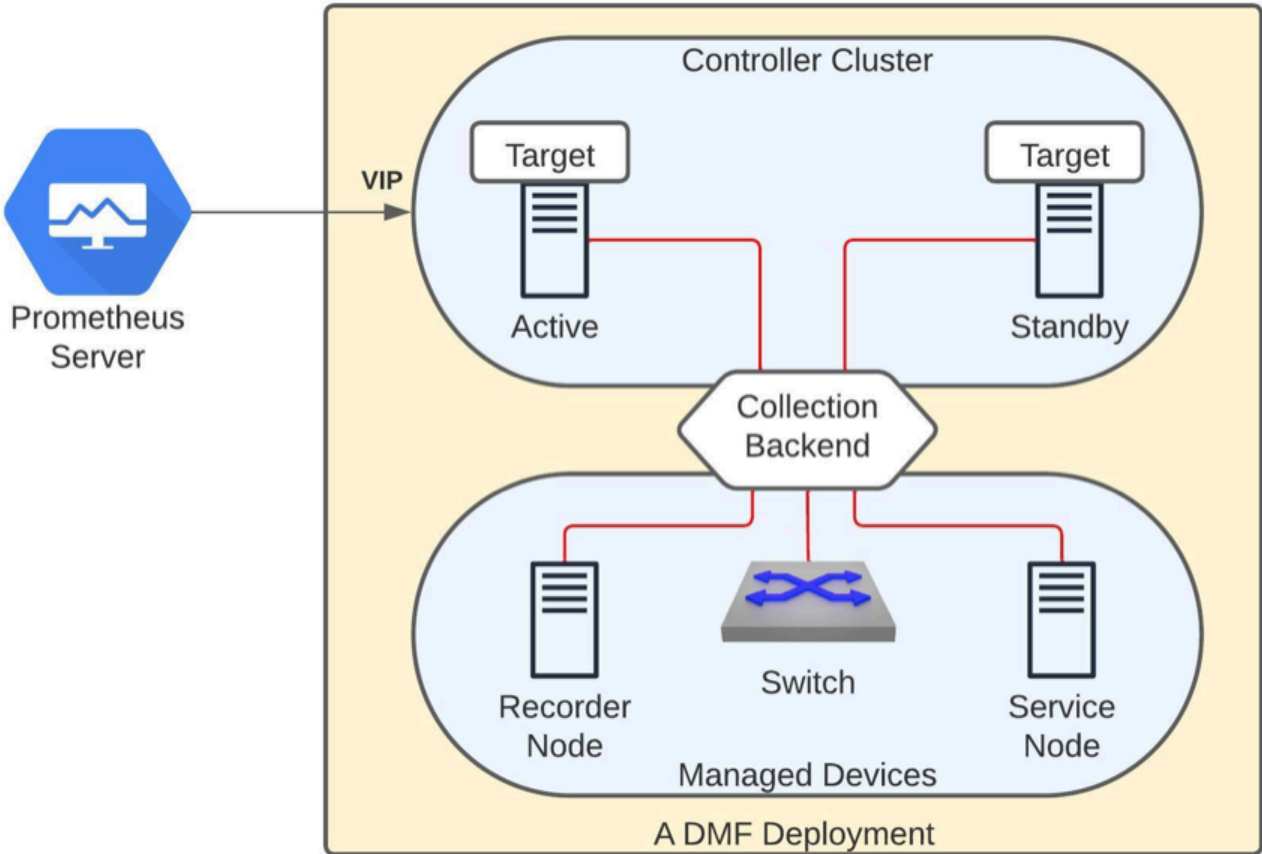 Controller Cluster
Target
Target
VIP
Active
Standby
Prometheus
Server
Collection
Backend
Switch
Recorder
Node
Service
Node
Managed Devices
A DMF Deployment